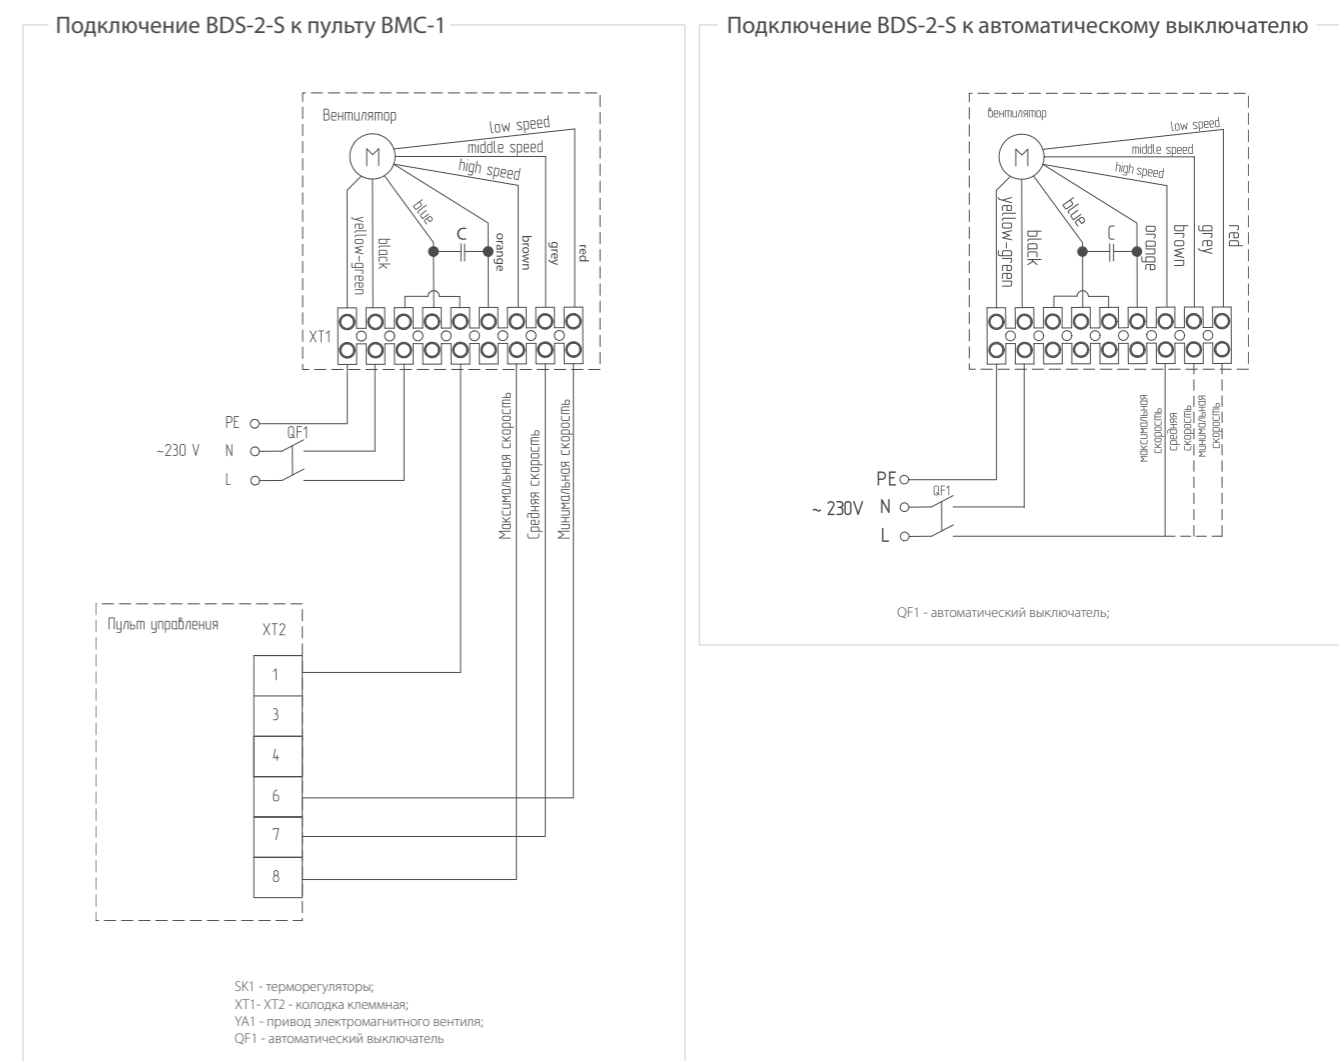 Подключение BDS-2-S к пульту BMC-1
Вентилятор
low speed
middle speed
high speed
M
blue
yellow-green
black
C
orange
brown
grey
red
XT1
PE
QF1
~230 V
N
L
Максимальная скорость
Средняя скорость
Минимальная скорость
Пульт управления
XT2
1
3
4
6
7
8
SK1 - терморегуляторы;
XT1- XT2 - колодка клеммная;
YA1 - привод электромагнитного вентиля;
QF1 - автоматический выключатель
Подключение BDS-2-S к автоматическому выключателю
Вентилятор
low speed
middle speed
high speed
M
blue
yellow-green
black
C
orange
brown
grey
red
максимальная
скорость
средняя
скорость
минимальная
скорость
PE
QF1
~ 230V
N
L
QF1 - автоматический выключатель;